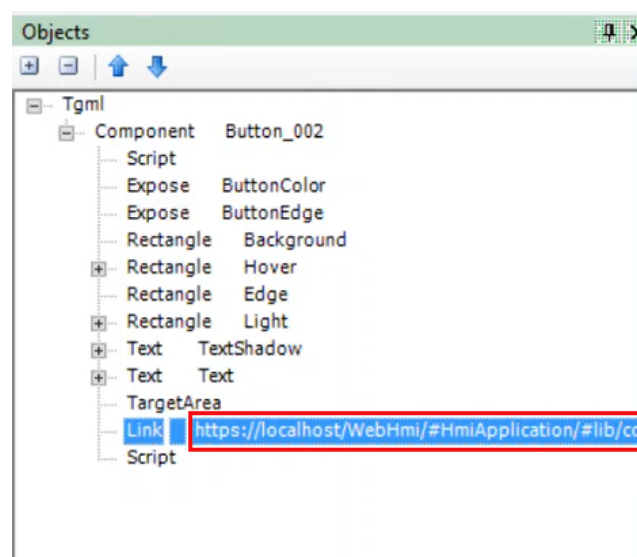 Objects
Tgml
Component Button_002
Script
Expose ButtonColor
Expose ButtonEdge
Rectangle Background
Rectangle Hover
Rectangle Edge
Rectangle Light
Text TextShadow
Text Text
TargetArea
Link https://localhost/WebHmi/#HmiApplication/#lib/co
Script